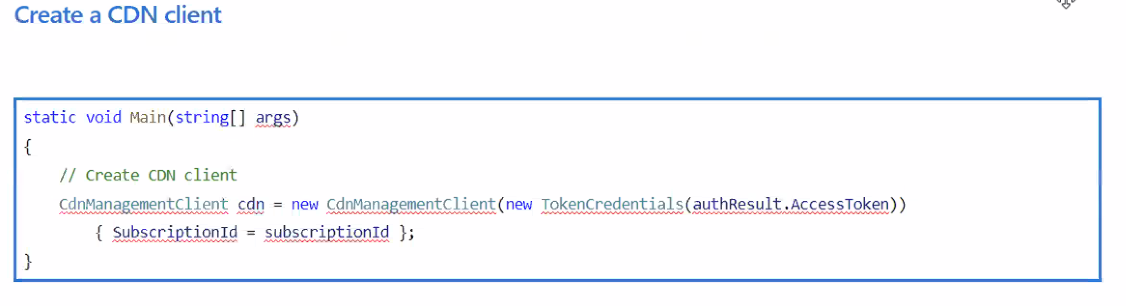 Create a CDN client
static void Main(string[] args)
{
// Create CDN client
CdnManagementClient cdn = new CdnManagementClient(new TokenCredentials(authResult.AccessToken))
{ SubscriptionId = subscriptionId };
}